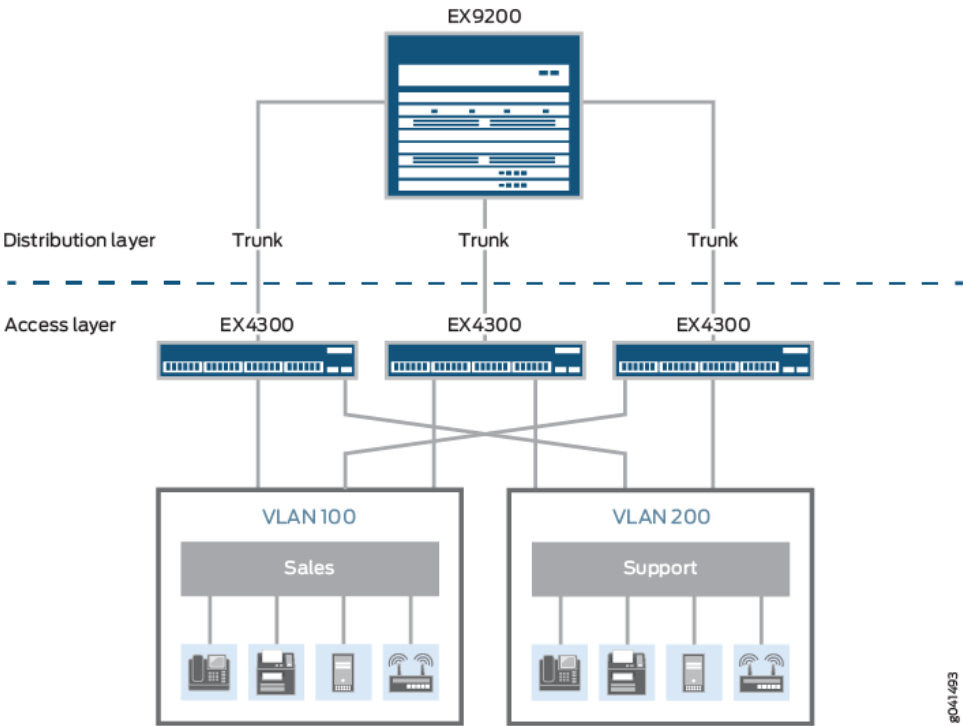 EX9200
Distribution layer
Trunk
Trunk
Trunk
Access layer
EX4300
EX4300
EX4300
VLAN 100
VLAN 200
Sales
Support
g041493